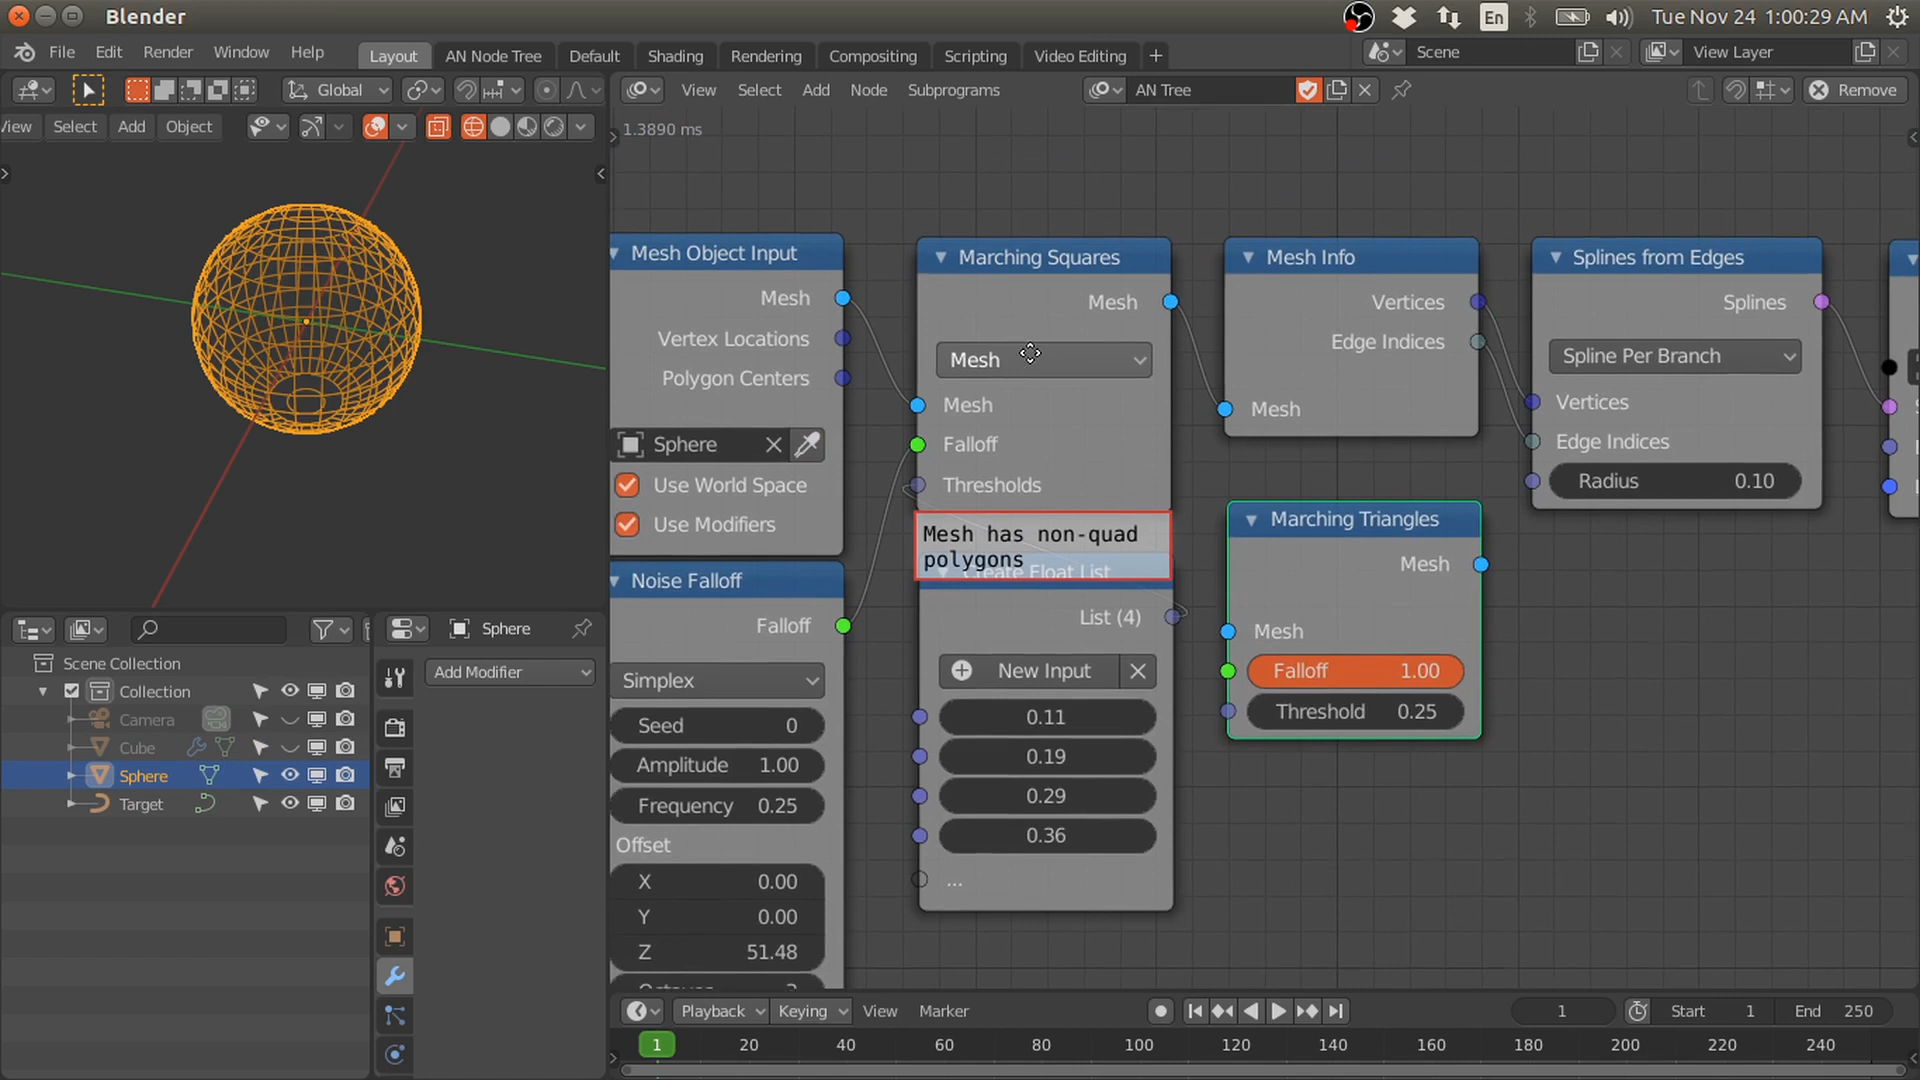 Blender
En
Tue Nov 24 1:00:29 AM
File Edit Render Window Help
Layout AN Node Tree Default Shading Rendering Compositing Scripting Video Editing +
Scene
View Layer
Global
View Select Add Node Subprograms
AN Tree
Remove
iew Select Add Object
1.3890 ms
Mesh Object Input
Mesh
Vertex Locations
Polygon Centers
Sphere
Use World Space
Use Modifiers
Noise Falloff
Falloff
Simplex
Seed 0
Amplitude 1.00
Frequency 0.25
Offset
X 0.00
Y 0.00
Z 51.48
Marching Squares
Mesh
Mesh
Mesh
Falloff
Thresholds
Mesh has non-quad
polygons
Create Float List
List (4)
New Input
0.11
0.19
0.29
0.36
...
Mesh Info
Vertices
Edge Indices
Mesh
Marching Triangles
Mesh
Mesh
Falloff 1.00
Threshold 0.25
Splines from Edges
Splines
Spline Per Branch
Vertices
Edge Indices
Radius 0.10
Sphere
Scene Collection
Collection
Camera
Cube
Sphere
Target
Add Modifier
Playback Keying View Marker
1
Start 1
End 250
1 20 40 60 80 100 120 140 160 180 200 220 240